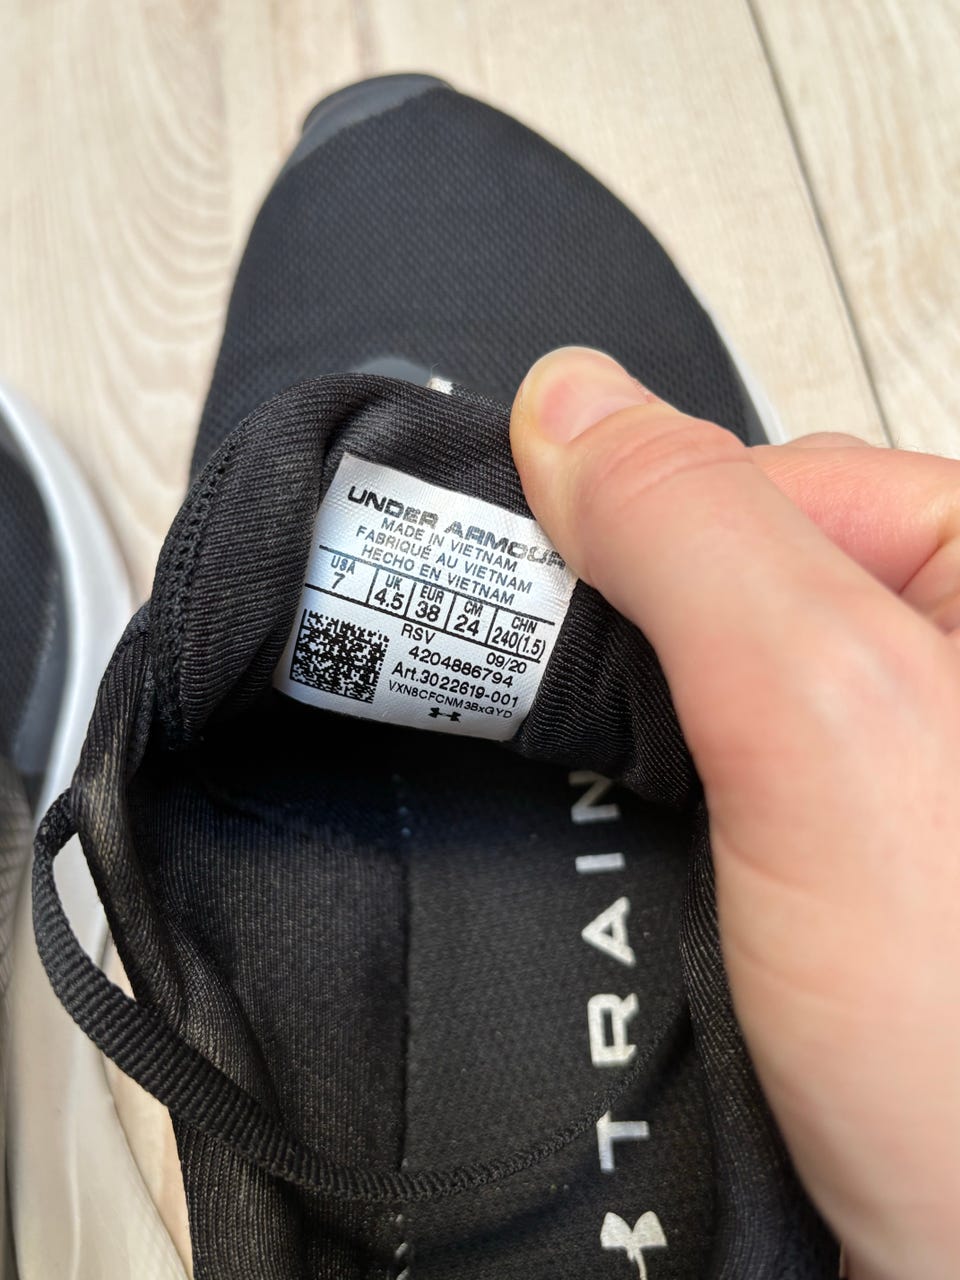 UNDER ARMOUR
MADE IN VIETNAM
FABRIQUÉ AU VIETNAM
HECHO EN VIETNAM
USA UK EUR CM CHN
7 4.5 38 24 240(1.5)
RSV 09/20
4204886794
Art.3022619-001
VXN8CFCNM3BxGYD
TRAIN